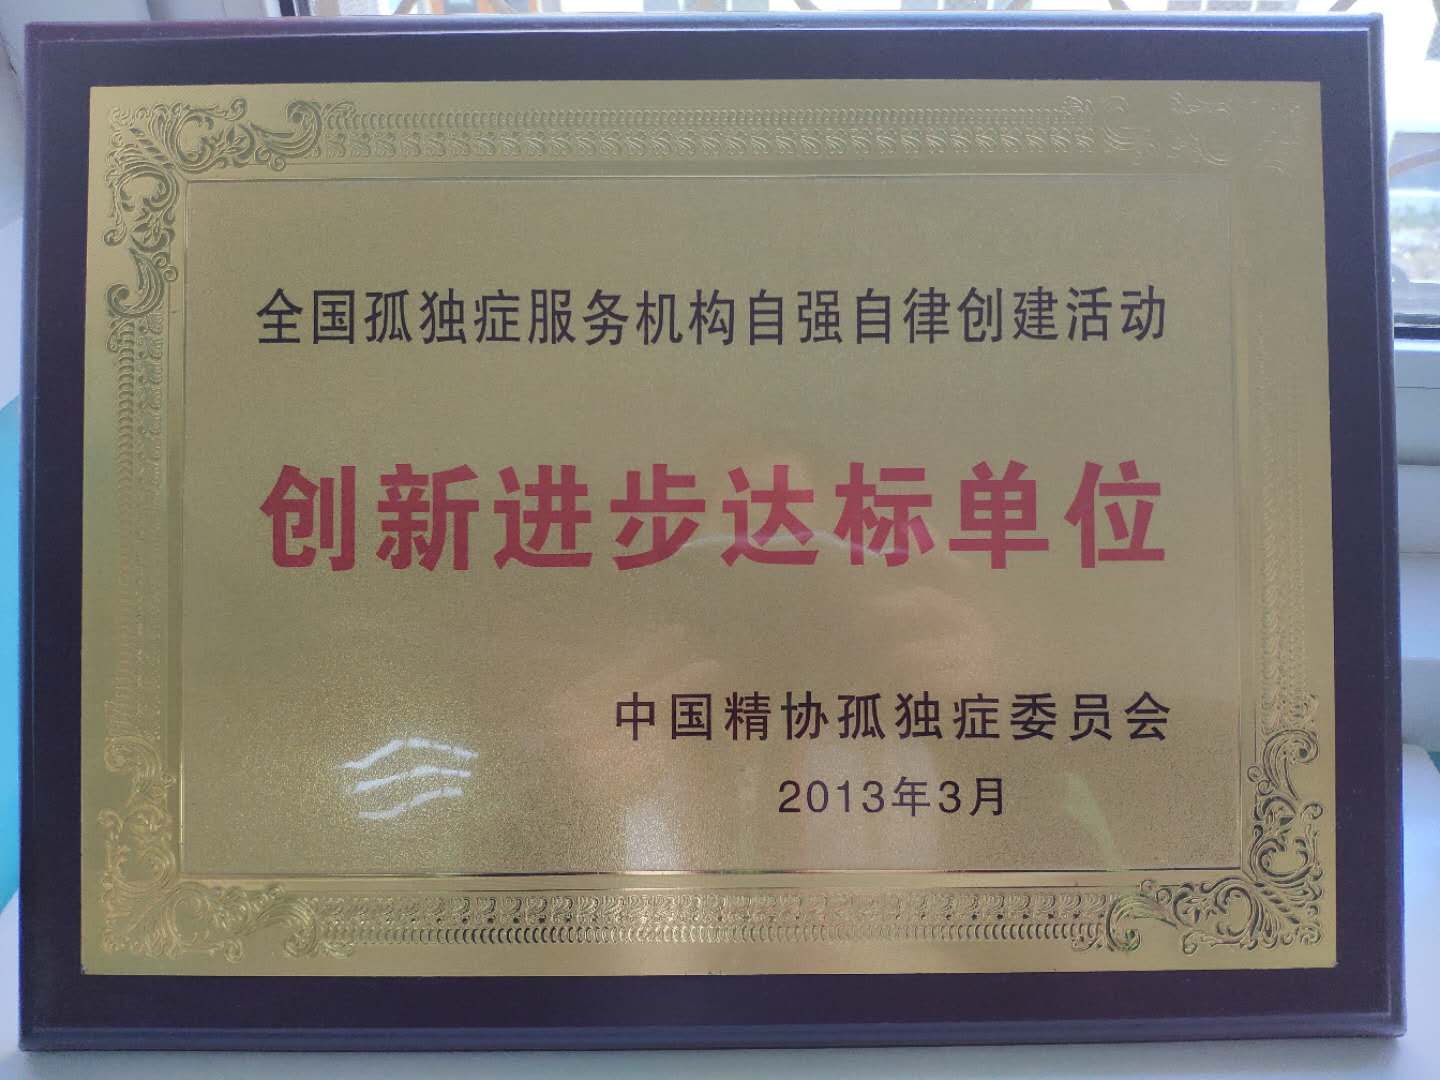 全国孤独症服务机构自强自律创建活动
创新进步达标单位
中国精协孤独症委员会
2013年3月